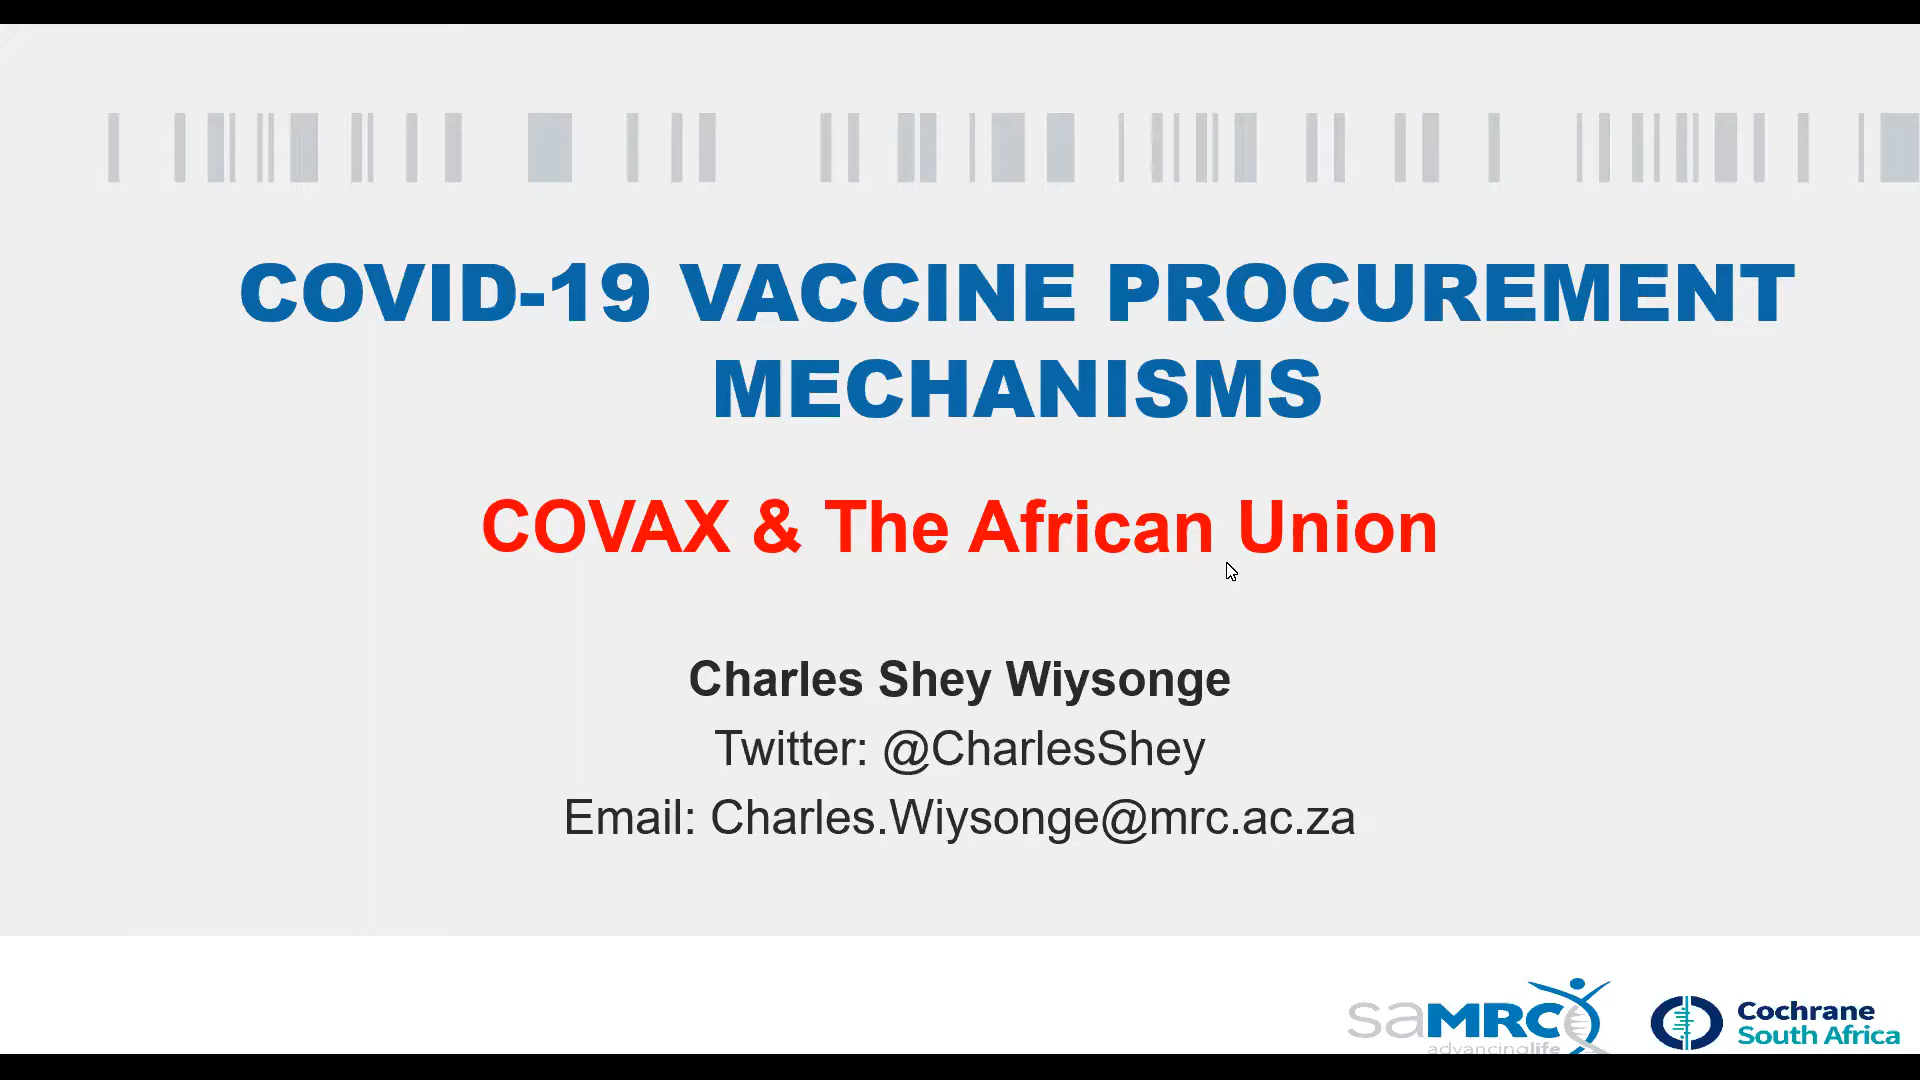 COVID-19 VACCINE PROCUREMENT
MECHANISMS
COVAX & The African Union
Charles Shey Wiysonge
Twitter: @CharlesShey
Email: Charles.Wiysonge@mrc.ac.za
saMRC
advancinglife
Cochrane
South Africa